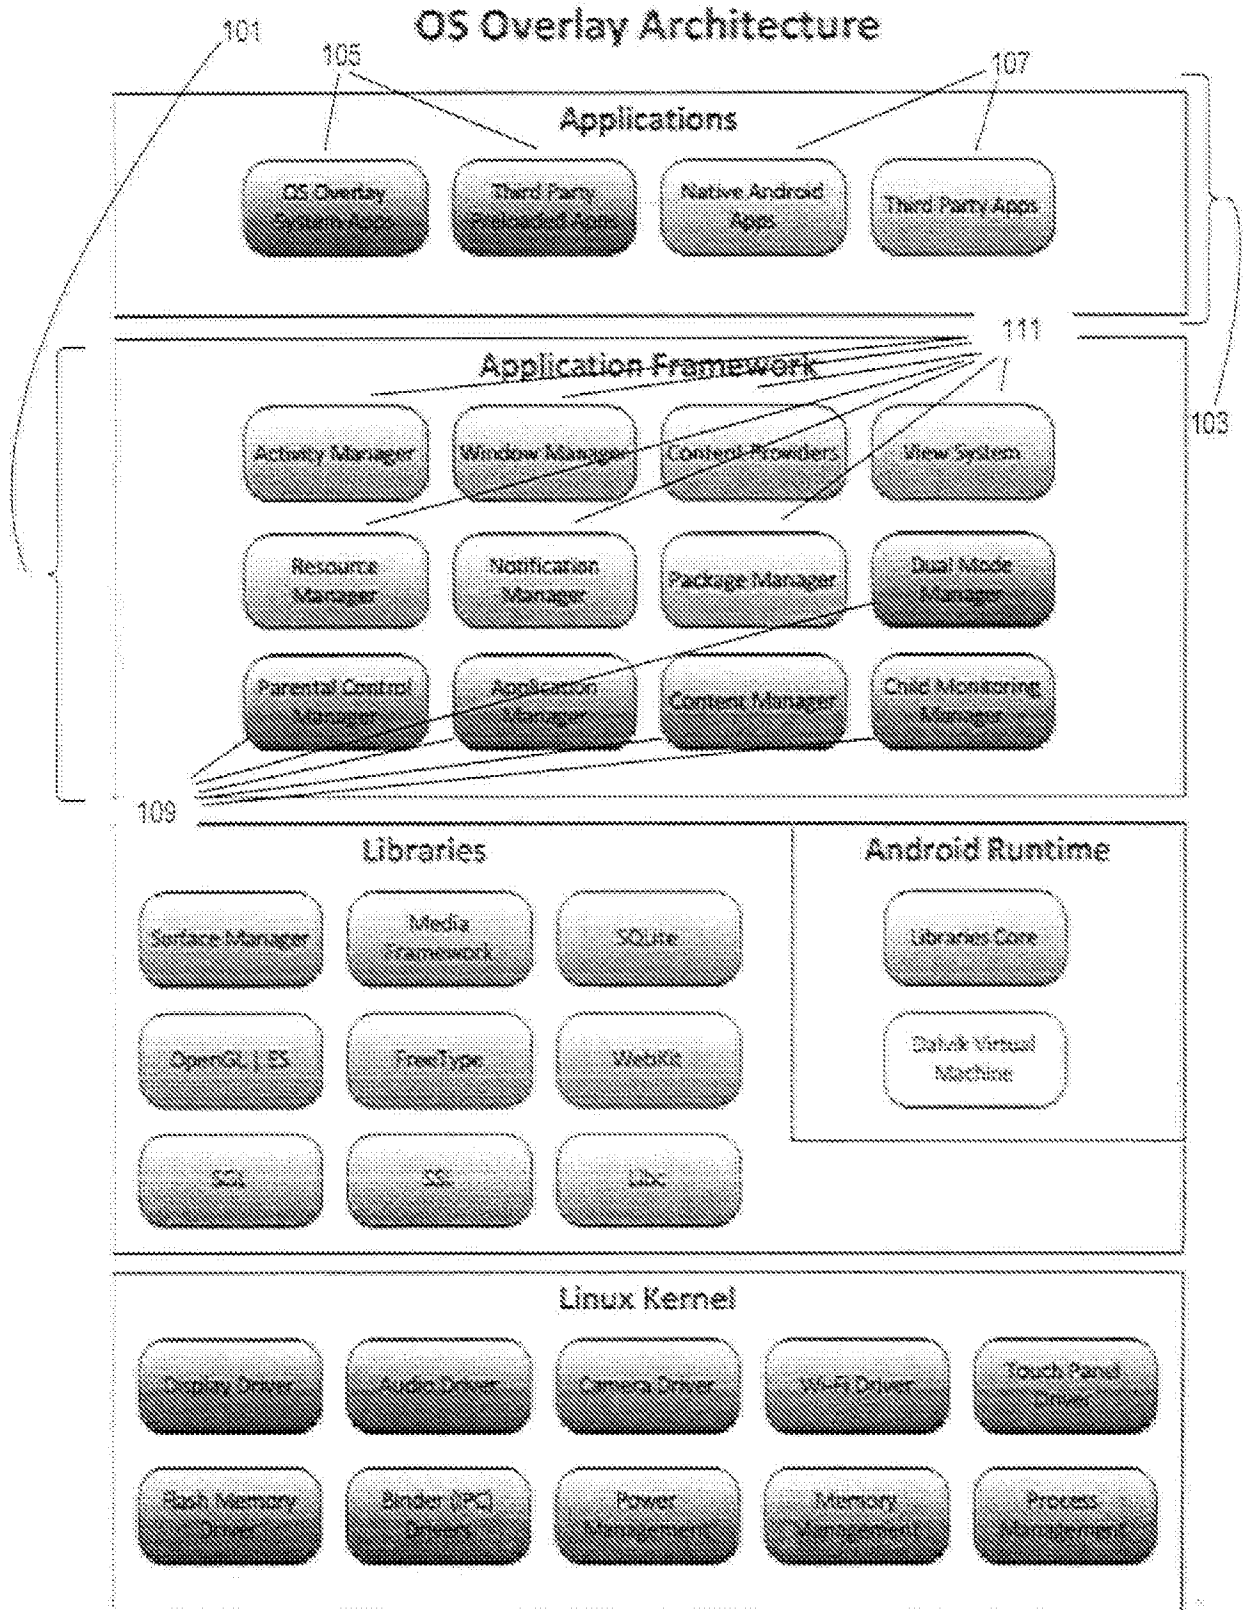 OS Overlay Architecture
101
105
107
Applications
OS Overlay
System Apps
Third Party
Preloaded Apps
Native Android
Apps
Third Party Apps
111
103
Application Framework
Activity Manager
Window Manager
Content Providers
View System
Resource
Manager
Notification
Manager
Package Manager
Dual Mode
Manager
Parental Control
Manager
Application
Manager
Content Manager
Child Monitoring
Manager
109
Libraries
Android Runtime
Surface Manager
Media
Framework
SQLite
Libraries Core
OpenGL | ES
FreeType
WebKit
Dalvik Virtual
Machine
SGL
SSL
Libc
Linux Kernel
Display Driver
Audio Driver
Camera Driver
Wi-Fi Driver
Touch Panel
Driver
Flash Memory
Driver
Binder (IPC)
Drivers
Power
Management
Memory
Management
Process
Management